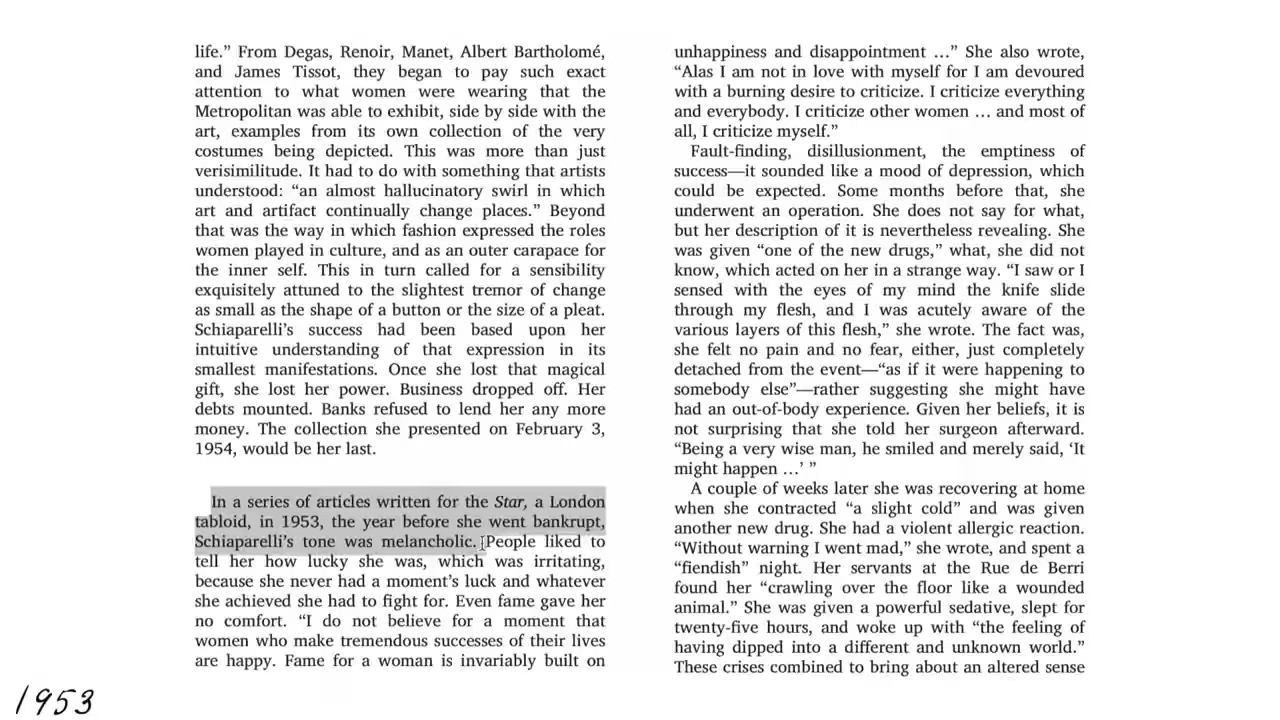 life.” From Degas, Renoir, Manet, Albert Bartholomé,
and James Tissot, they began to pay such exact
attention to what women were wearing that the
Metropolitan was able to exhibit, side by side with the
art, examples from its own collection of the very
costumes being depicted. This was more than just
verisimilitude. It had to do with something that artists
understood: “an almost hallucinatory swirl in which
art and artifact continually change places.” Beyond
that was the way in which fashion expressed the roles
women played in culture, and as an outer carapace for
the inner self. This in turn called for a sensibility
exquisitely attuned to the slightest tremor of change
as small as the shape of a button or the size of a pleat.
Schiaparelli’s success had been based upon her
intuitive understanding of that expression in its
smallest manifestations. Once she lost that magical
gift, she lost her power. Business dropped off. Her
debts mounted. Banks refused to lend her any more
money. The collection she presented on February 3,
1954, would be her last.
In a series of articles written for the Star, a London
tabloid, in 1953, the year before she went bankrupt,
Schiaparelli’s tone was melancholic. People liked to
tell her how lucky she was, which was irritating,
because she never had a moment’s luck and whatever
she achieved she had to fight for. Even fame gave her
no comfort. “I do not believe for a moment that
women who make tremendous successes of their lives
are happy. Fame for a woman is invariably built on
unhappiness and disappointment …” She also wrote,
“Alas I am not in love with myself for I am devoured
with a burning desire to criticize. I criticize everything
and everybody. I criticize other women … and most of
all, I criticize myself.”
Fault-finding, disillusionment, the emptiness of
success—it sounded like a mood of depression, which
could be expected. Some months before that, she
underwent an operation. She does not say for what,
but her description of it is nevertheless revealing. She
was given “one of the new drugs,” what, she did not
know, which acted on her in a strange way. “I saw or I
sensed with the eyes of my mind the knife slide
through my flesh, and I was acutely aware of the
various layers of this flesh,” she wrote. The fact was,
she felt no pain and no fear, either, just completely
detached from the event—“as if it were happening to
somebody else”—rather suggesting she might have
had an out-of-body experience. Given her beliefs, it is
not surprising that she told her surgeon afterward.
“Being a very wise man, he smiled and merely said, ‘It
might happen …’ ”
A couple of weeks later she was recovering at home
when she contracted “a slight cold” and was given
another new drug. She had a violent allergic reaction.
“Without warning I went mad,” she wrote, and spent a
“fiendish” night. Her servants at the Rue de Berri
found her “crawling over the floor like a wounded
animal.” She was given a powerful sedative, slept for
twenty-five hours, and woke up with “the feeling of
having dipped into a different and unknown world.”
These crises combined to bring about an altered sense
1953